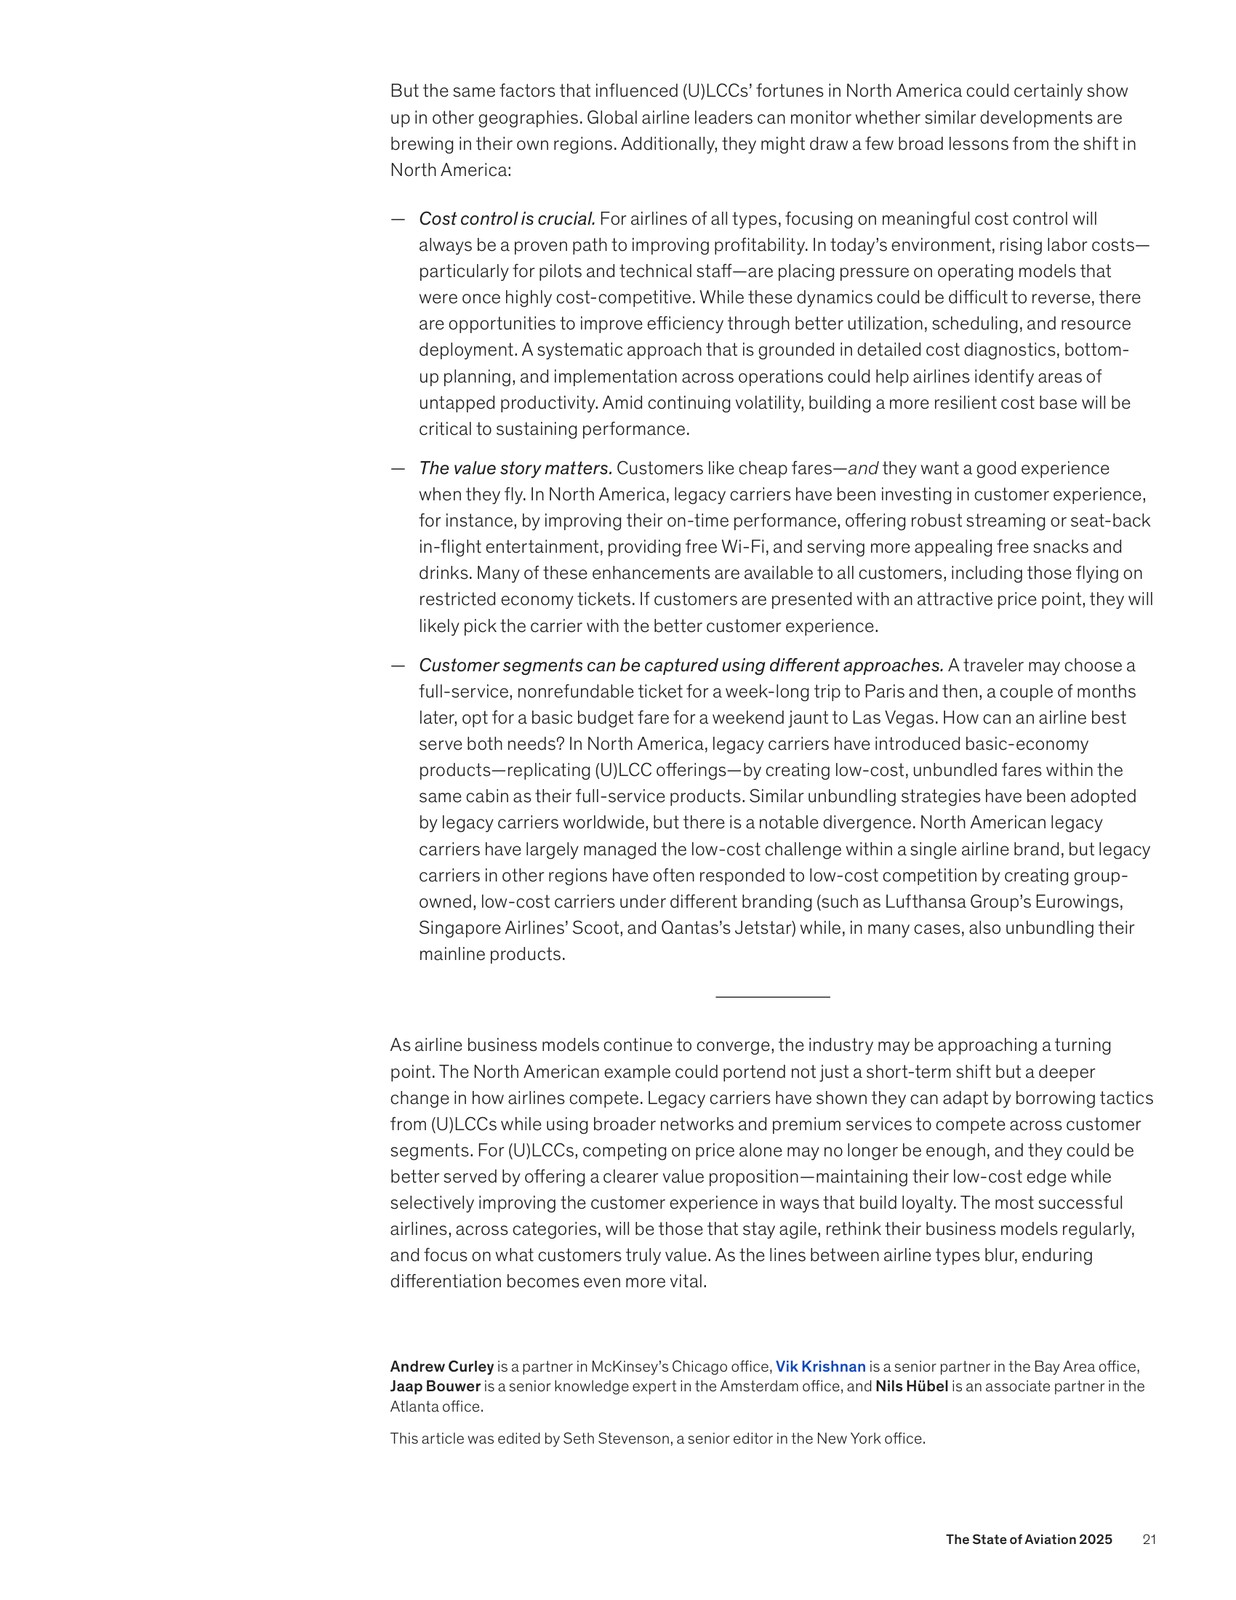 But the same factors that influenced (U)LCCs’ fortunes in North America could certainly show
up in other geographies. Global airline leaders can monitor whether similar developments are
brewing in their own regions. Additionally, they might draw a few broad lessons from the shift in
North America:
— Cost control is crucial. For airlines of all types, focusing on meaningful cost control will
always be a proven path to improving profitability. In today’s environment, rising labor costs—
particularly for pilots and technical staff—are placing pressure on operating models that
were once highly cost-competitive. While these dynamics could be difficult to reverse, there
are opportunities to improve efficiency through better utilization, scheduling, and resource
deployment. A systematic approach that is grounded in detailed cost diagnostics, bottom-
up planning, and implementation across operations could help airlines identify areas of
untapped productivity. Amid continuing volatility, building a more resilient cost base will be
critical to sustaining performance.
— The value story matters. Customers like cheap fares—and they want a good experience
when they fly. In North America, legacy carriers have been investing in customer experience,
for instance, by improving their on-time performance, offering robust streaming or seat-back
in-flight entertainment, providing free Wi-Fi, and serving more appealing free snacks and
drinks. Many of these enhancements are available to all customers, including those flying on
restricted economy tickets. If customers are presented with an attractive price point, they will
likely pick the carrier with the better customer experience.
— Customer segments can be captured using different approaches. A traveler may choose a
full-service, nonrefundable ticket for a week-long trip to Paris and then, a couple of months
later, opt for a basic budget fare for a weekend jaunt to Las Vegas. How can an airline best
serve both needs? In North America, legacy carriers have introduced basic-economy
products—replicating (U)LCC offerings—by creating low-cost, unbundled fares within the
same cabin as their full-service products. Similar unbundling strategies have been adopted
by legacy carriers worldwide, but there is a notable divergence. North American legacy
carriers have largely managed the low-cost challenge within a single airline brand, but legacy
carriers in other regions have often responded to low-cost competition by creating group-
owned, low-cost carriers under different branding (such as Lufthansa Group’s Eurowings,
Singapore Airlines’ Scoot, and Qantas’s Jetstar) while, in many cases, also unbundling their
mainline products.
As airline business models continue to converge, the industry may be approaching a turning
point. The North American example could portend not just a short-term shift but a deeper
change in how airlines compete. Legacy carriers have shown they can adapt by borrowing tactics
from (U)LCCs while using broader networks and premium services to compete across customer
segments. For (U)LCCs, competing on price alone may no longer be enough, and they could be
better served by offering a clearer value proposition—maintaining their low-cost edge while
selectively improving the customer experience in ways that build loyalty. The most successful
airlines, across categories, will be those that stay agile, rethink their business models regularly,
and focus on what customers truly value. As the lines between airline types blur, enduring
differentiation becomes even more vital.
Andrew Curley is a partner in McKinsey’s Chicago office, Vik Krishnan is a senior partner in the Bay Area office,
Jaap Bouwer is a senior knowledge expert in the Amsterdam office, and Nils Hübel is an associate partner in the
Atlanta office.
This article was edited by Seth Stevenson, a senior editor in the New York office.
The State of Aviation 2025 21